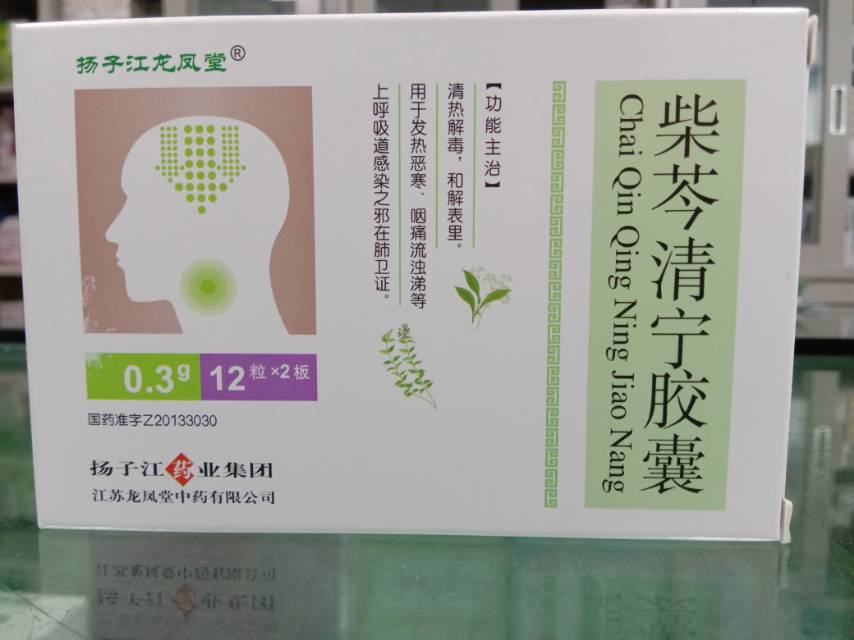 扬子江龙凤堂®
【功能主治】
清热解毒，和解表里。
用于发热恶寒、咽痛流浊涕等
上呼吸道感染之邪在肺卫证。
柴芩清宁胶囊
Chai Qin Qing Ning Jiao Nang
0.3g 12粒×2板
国药准字Z20133030
扬子江药业集团
江苏龙凤堂中药有限公司